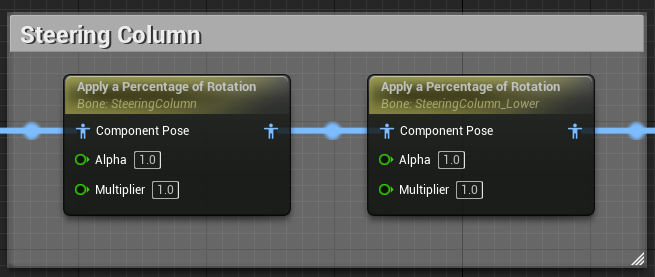 Steering Column
Apply a Percentage of Rotation
Bone: SteeringColumn
Component Pose
Alpha 1.0
Multiplier 1.0
Apply a Percentage of Rotation
Bone: SteeringColumn_Lower
Component Pose
Alpha 1.0
Multiplier 1.0